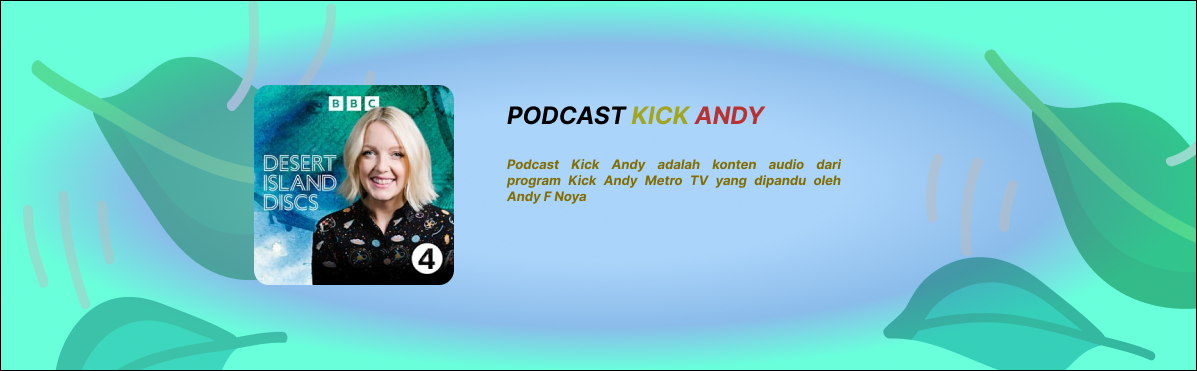 BBC
DESERT
ISLAND
DISCS
4
PODCAST KICK ANDY
Podcast Kick Andy adalah konten audio dari
program Kick Andy Metro TV yang dipandu oleh
Andy F Noya